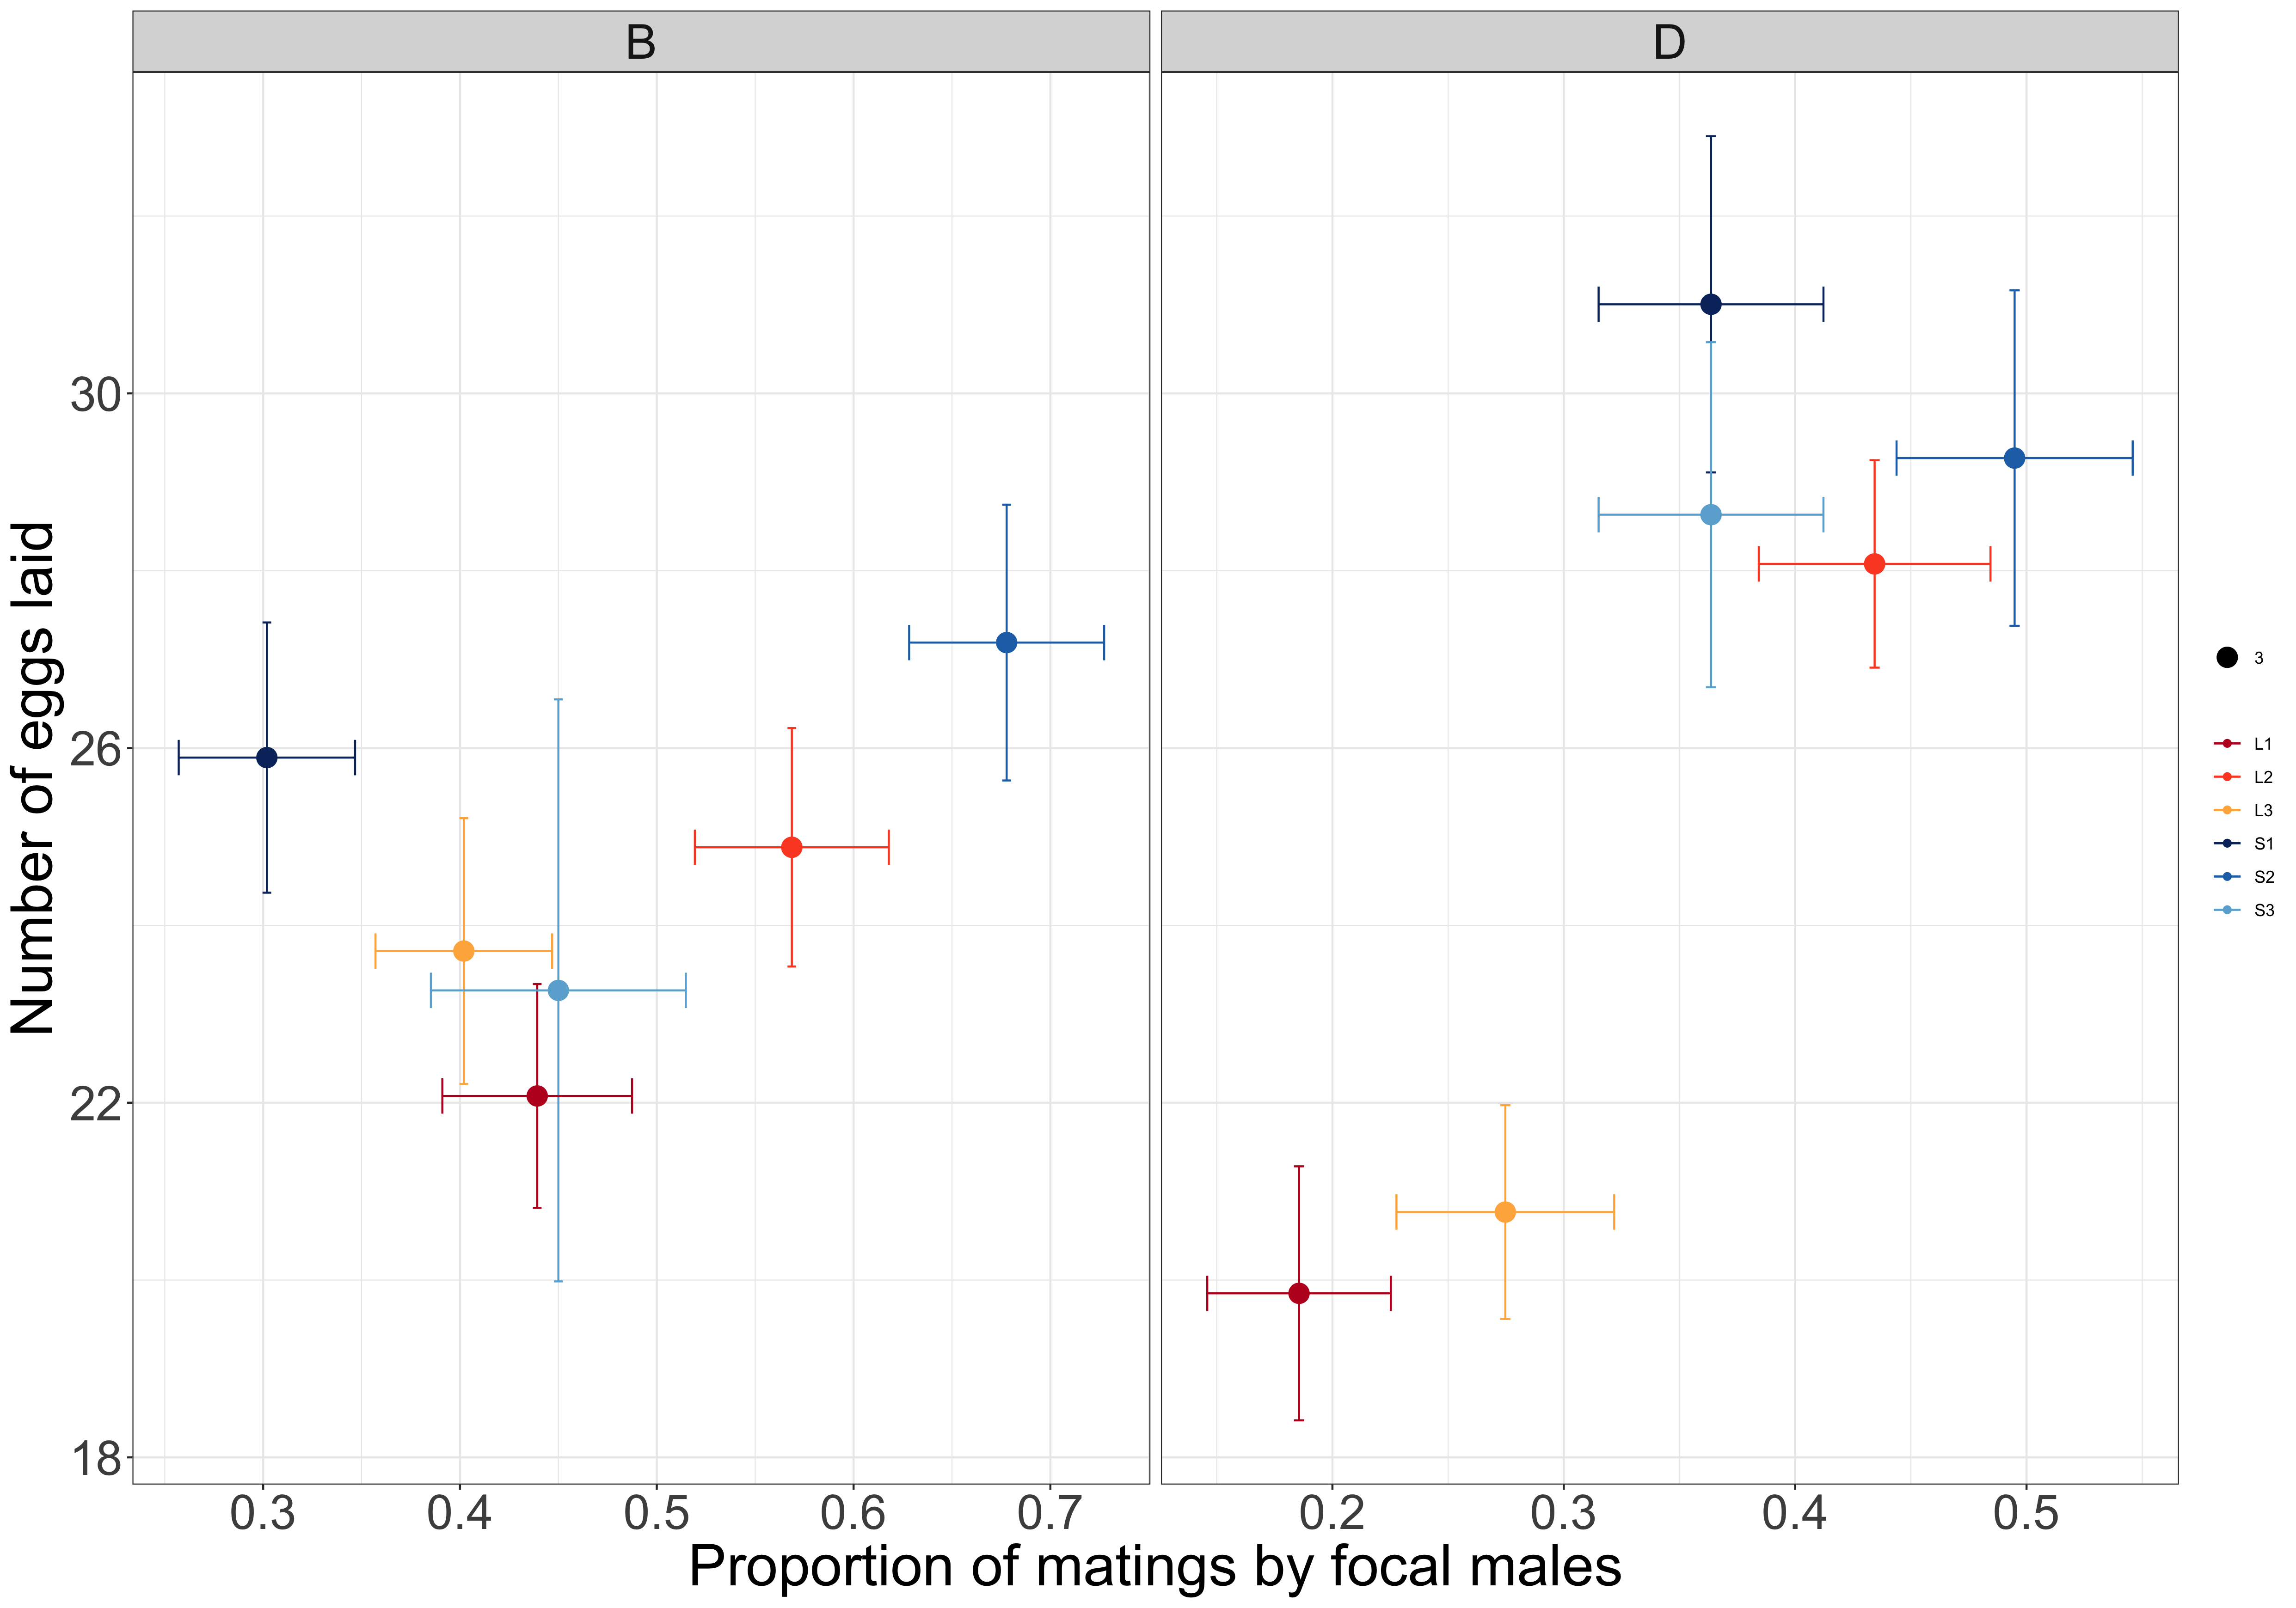 B
D
Number of eggs laid
30
26
22
18
0.3 0.4 0.5 0.6 0.7
0.2 0.3 0.4 0.5
Proportion of matings by focal males
3
L1
L2
L3
S1
S2
S3